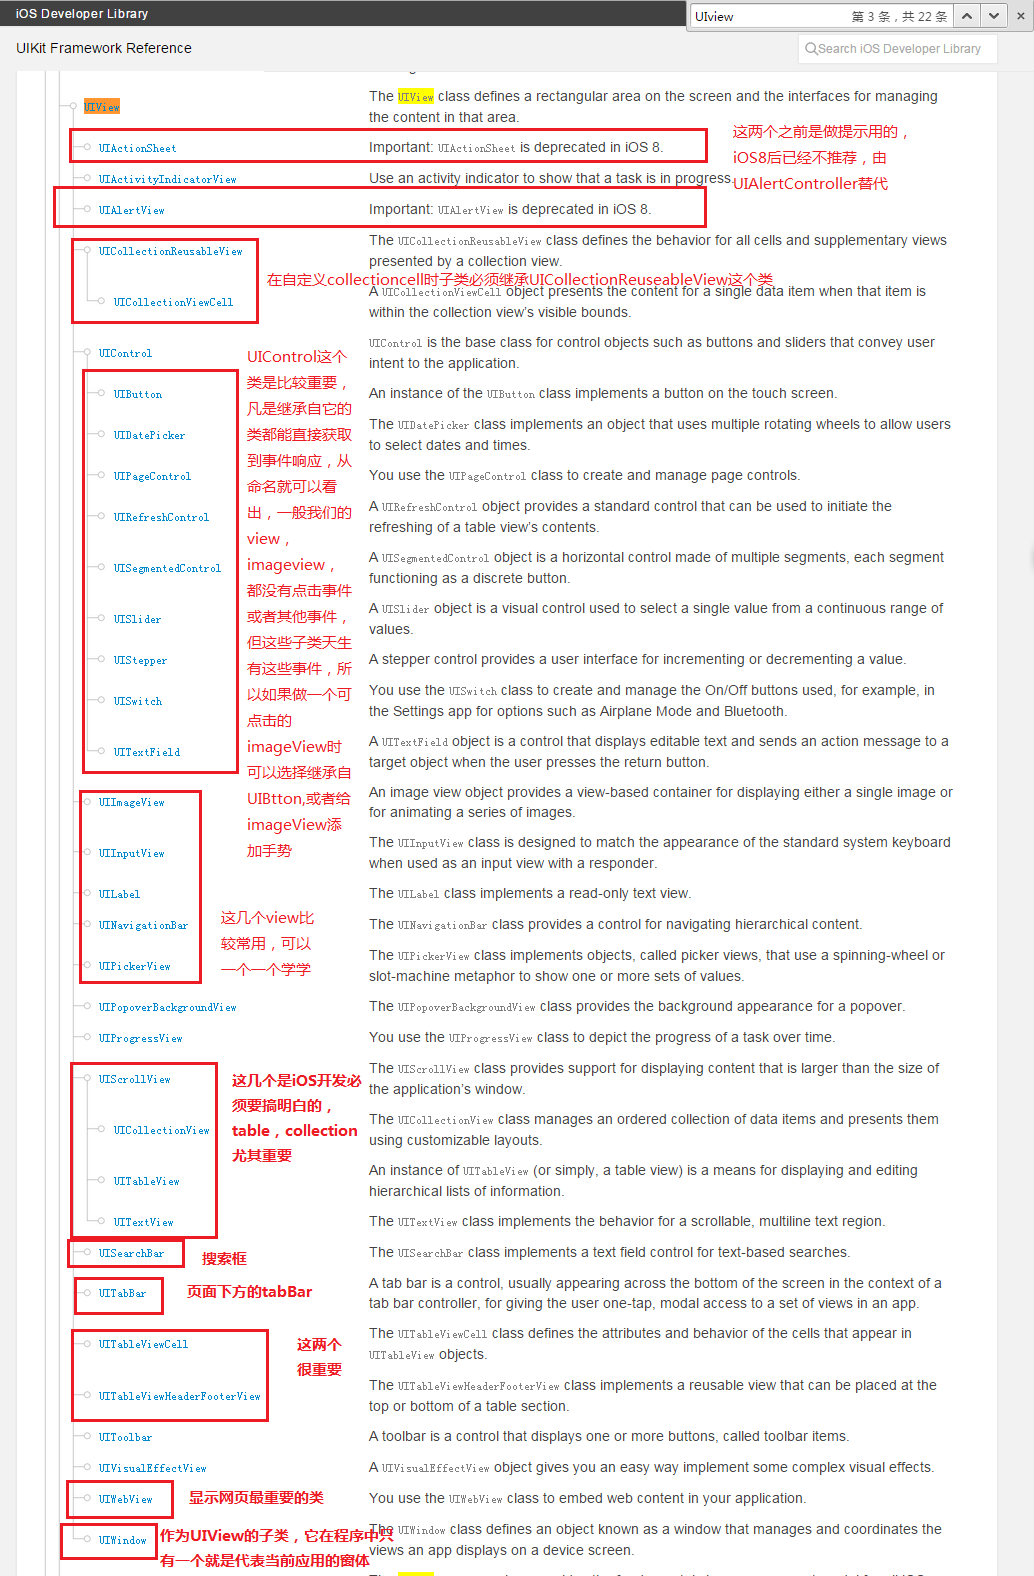 iOS Developer Library
UIview
第 3 条，共 22 条
UIKit Framework Reference
Search iOS Developer Library
UIView
The UIView class defines a rectangular area on the screen and the interfaces for managing
the content in that area.
UIActionSheet
Important: UIActionSheet is deprecated in iOS 8.
这两个之前是做提示用的，
iOS8后已经不推荐，由
UIAlertController替代
UIActivityIndicatorView
Use an activity indicator to show that a task is in progress.
UIAlertView
Important: UIAlertView is deprecated in iOS 8.
UICollectionReusableView
The UICollectionReusableView class defines the behavior for all cells and supplementary views
presented by a collection view.
在自定义collectioncell时子类必须继承UICollectionReuseableView这个类
UICollectionViewCell
A UICollectionViewCell object presents the content for a single data item when that item is
within the collection view's visible bounds.
UIControl
UIControl is the base class for control objects such as buttons and sliders that convey user
intent to the application.
UIControl这个
类是比较重要，
凡是继承自它的
类都能直接获取
到事件响应，从
命名就可以看
出，一般我们的
view，
imageview，
都没有点击事件
或者其他事件，
但这些子类天生
有这些事件，所
以如果做一个可
点击的
imageView时
可以选择继承自
UIBtton,或者给
imageView添
加手势
UIButton
An instance of the UIButton class implements a button on the touch screen.
UIDatePicker
The UIDatePicker class implements an object that uses multiple rotating wheels to allow users
to select dates and times.
UIPageControl
You use the UIPageControl class to create and manage page controls.
UIRefreshControl
A UIRefreshControl object provides a standard control that can be used to initiate the
refreshing of a table view's contents.
UISegmentedControl
A UISegmentedControl object is a horizontal control made of multiple segments, each segment
functioning as a discrete button.
UISlider
A UISlider object is a visual control used to select a single value from a continuous range of
values.
UIStepper
A stepper control provides a user interface for incrementing or decrementing a value.
UISwitch
You use the UISwitch class to create and manage the On/Off buttons used, for example, in
the Settings app for options such as Airplane Mode and Bluetooth.
UITextField
A UITextField object is a control that displays editable text and sends an action message to a
target object when the user presses the return button.
UIImageView
An image view object provides a view-based container for displaying either a single image or
for animating a series of images.
UIInputView
The UIInputView class is designed to match the appearance of the standard system keyboard
when used as an input view with a responder.
UILabel
The UILabel class implements a read-only text view.
UINavigationBar
The UINavigationBar class provides a control for navigating hierarchical content.
这几个view比
较常用，可以
一个一个学学
UIPickerView
The UIPickerView class implements objects, called picker views, that use a spinning-wheel or
slot-machine metaphor to show one or more sets of values.
UIPopoverBackgroundView
The UIPopoverBackgroundView class provides the background appearance for a popover.
UIProgressView
You use the UIProgressView class to depict the progress of a task over time.
UIScrollView
The UIScrollView class provides support for displaying content that is larger than the size of
the application's window.
这几个是iOS开发必
须要搞明白的，
table，collection
尤其重要
UICollectionView
The UICollectionView class manages an ordered collection of data items and presents them
using customizable layouts.
UITableView
An instance of UITableView (or simply, a table view) is a means for displaying and editing
hierarchical lists of information.
UITextView
The UITextView class implements the behavior for a scrollable, multiline text region.
UISearchBar
搜索框
The UISearchBar class implements a text field control for text-based searches.
UITabBar
页面下方的tabBar
A tab bar is a control, usually appearing across the bottom of the screen in the context of a
tab bar controller, for giving the user one-tap, modal access to a set of views in an app.
UITableViewCell
The UITableViewCell class defines the attributes and behavior of the cells that appear in
UITableView objects.
这两个
很重要
UITableViewHeaderFooterView
The UITableViewHeaderFooterView class implements a reusable view that can be placed at the
top or bottom of a table section.
UIToolbar
A toolbar is a control that displays one or more buttons, called toolbar items.
UIVisualEffectView
A UIVisualEffectView object gives you an easy way implement some complex visual effects.
UIWebView
显示网页最重要的类
You use the UIWebView class to embed web content in your application.
UIWindow
作为UIView的子类，它在程序中只
有一个就是代表当前应用的窗体
The UIWindow class defines an object known as a window that manages and coordinates the
views an app displays on a device screen.